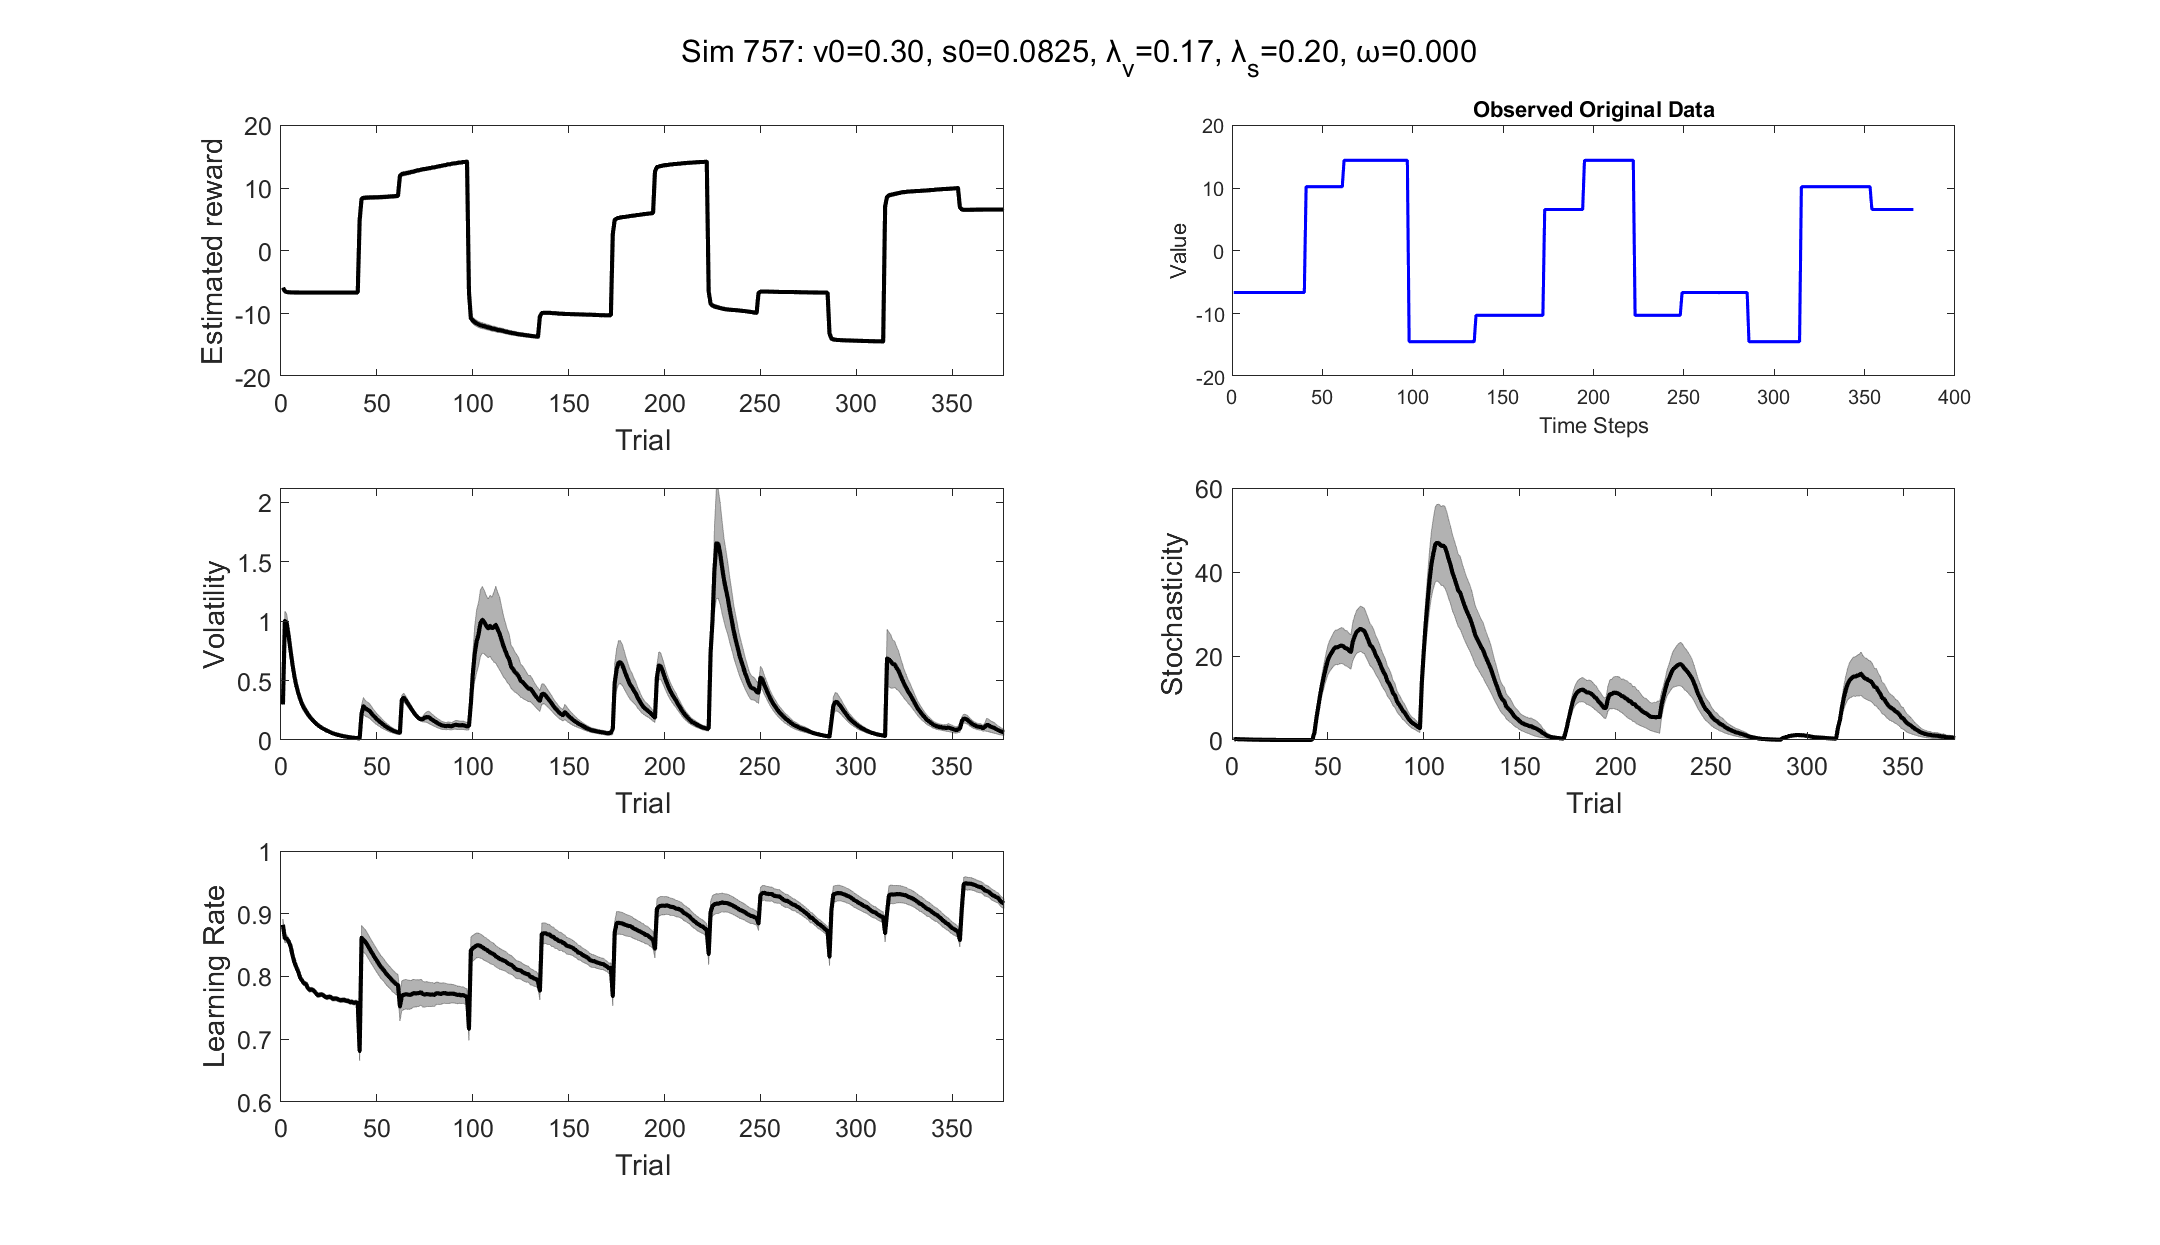 Sim 757: v0=0.30, s0=0.0825, λv=0.17, λs=0.20, ω=0.000
20
10
0
-10
-20
Estimated reward
0 50 100 150 200 250 300 350
Trial
Observed Original Data
20
10
0
-10
-20
Value
0 50 100 150 200 250 300 350 400
Time Steps
2
1.5
1
0.5
0
Volatility
0 50 100 150 200 250 300 350
Trial
60
40
20
0
Stochasticity
0 50 100 150 200 250 300 350
Trial
1
0.9
0.8
0.7
0.6
Learning Rate
0 50 100 150 200 250 300 350
Trial